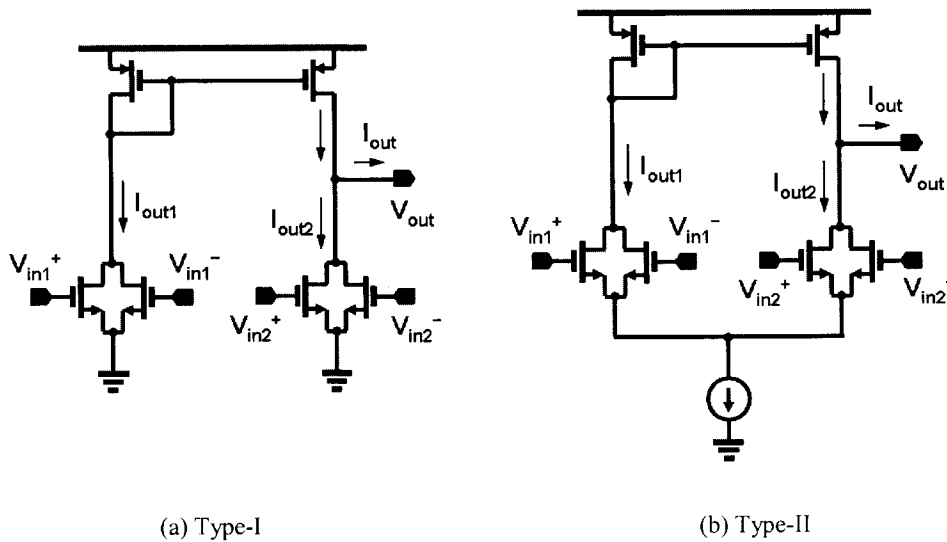 I_out
I_out1
I_out2
V_out
V_in1^+
V_in1^-
V_in2^+
V_in2^-
(a) Type-I
I_out
I_out1
I_out2
V_out
V_in1^+
V_in1^-
V_in2^+
V_in2^-
(b) Type-II